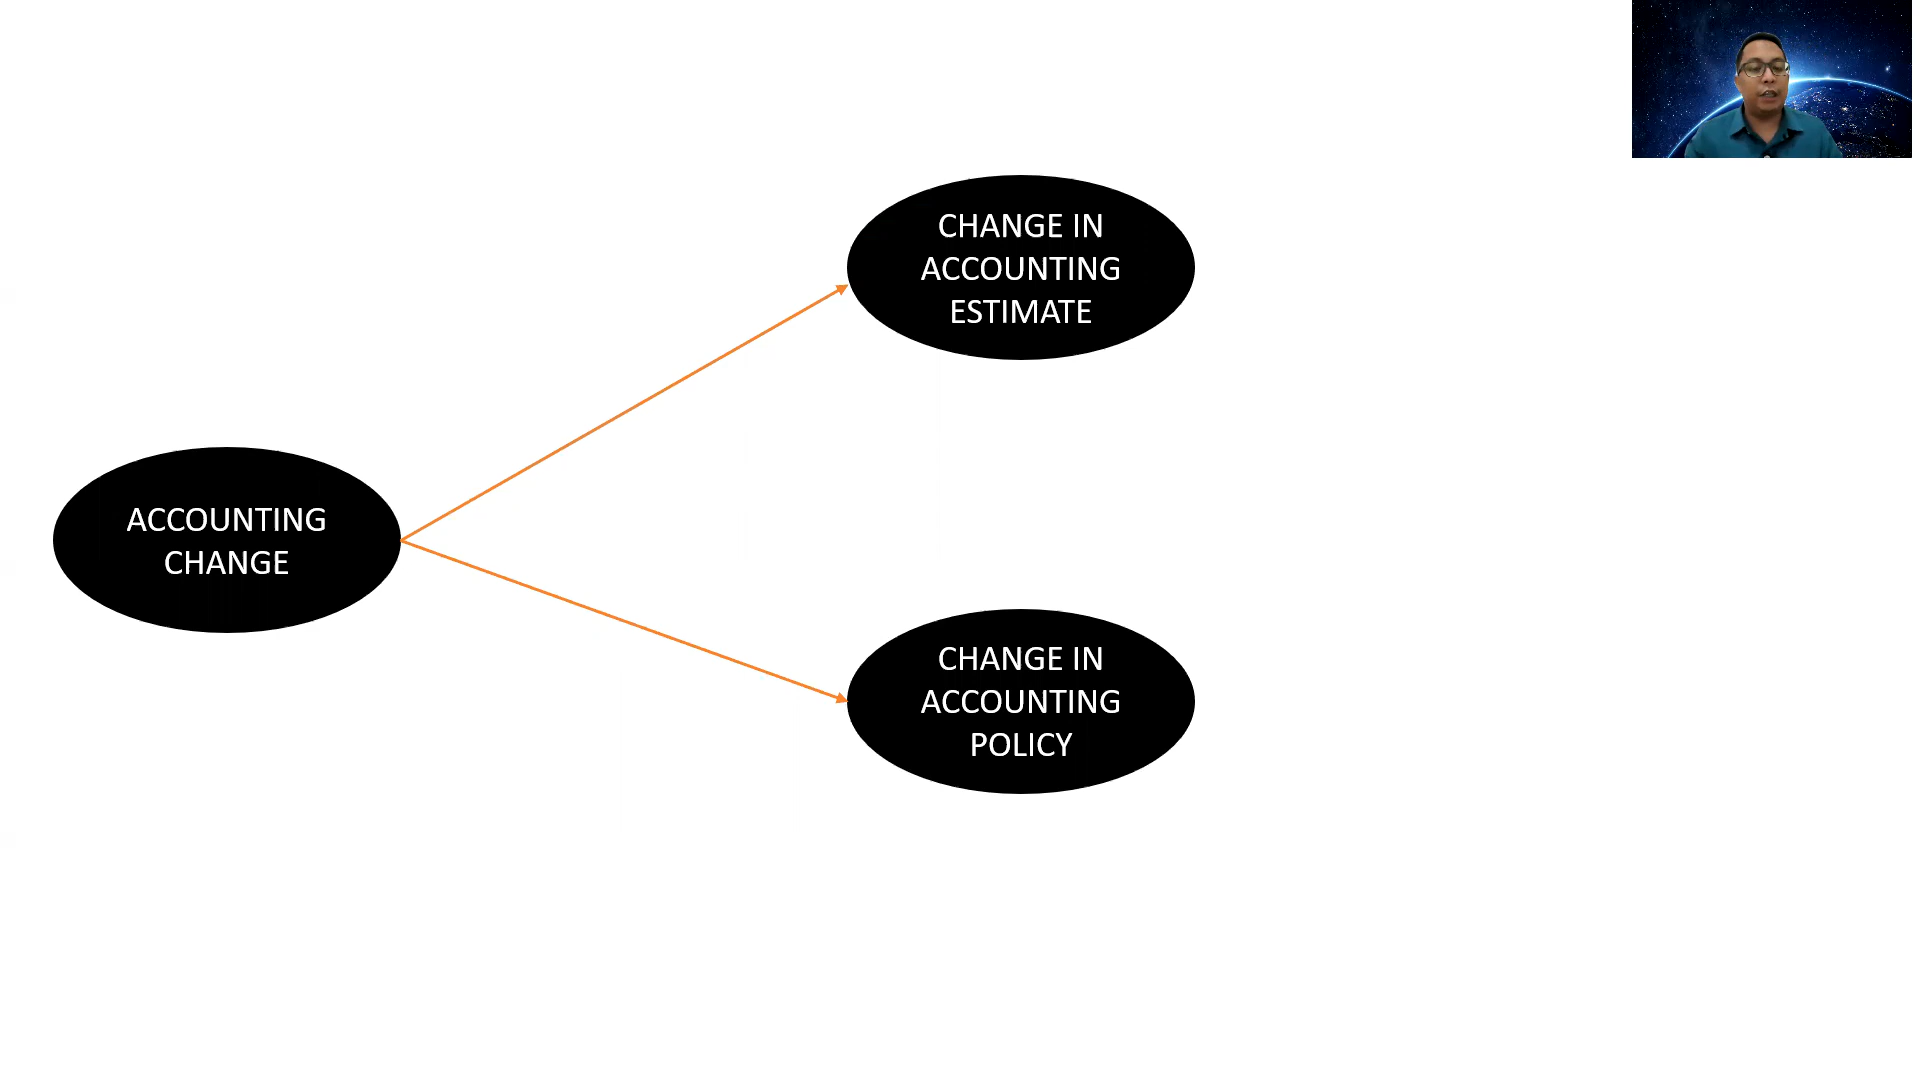 ACCOUNTING
CHANGE
CHANGE IN
ACCOUNTING
ESTIMATE
CHANGE IN
ACCOUNTING
POLICY